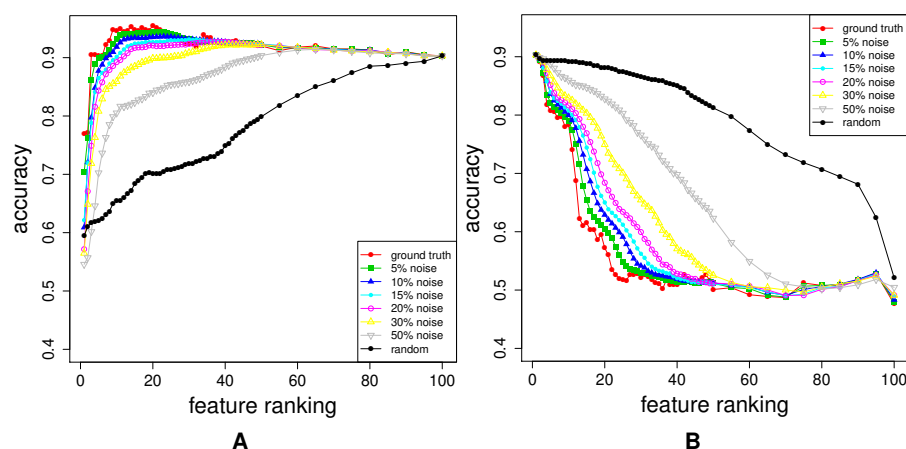 accuracy
0.4 0.5 0.6 0.7 0.8 0.9
0 20 40 60 80 100
feature ranking
ground truth
5% noise
10% noise
15% noise
20% noise
30% noise
50% noise
random
A
accuracy
0.4 0.5 0.6 0.7 0.8 0.9
0 20 40 60 80 100
feature ranking
ground truth
5% noise
10% noise
15% noise
20% noise
30% noise
50% noise
random
B